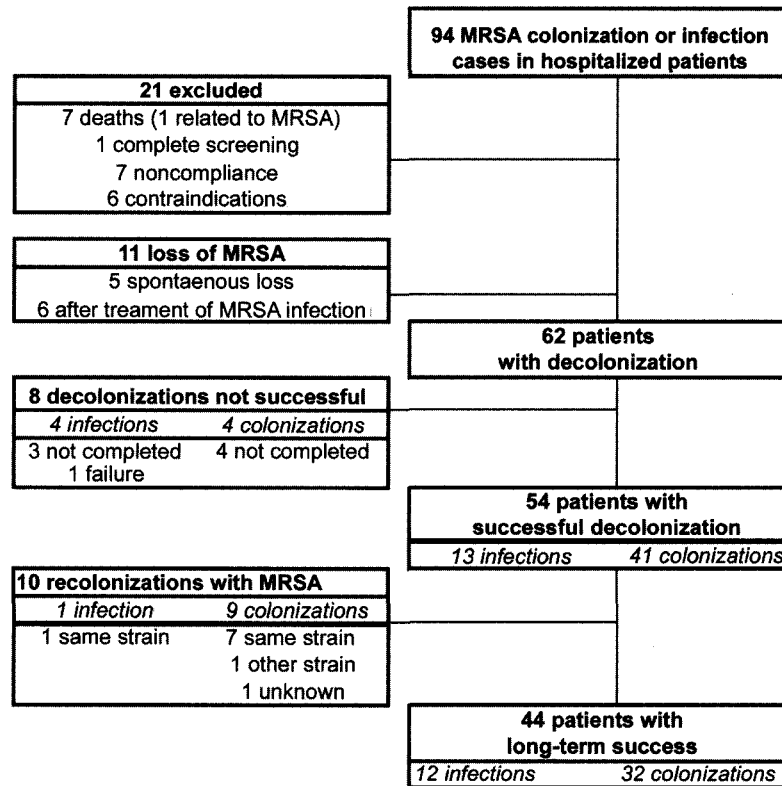 94 MRSA colonization or infection
cases in hospitalized patients
21 excluded
7 deaths (1 related to MRSA)
1 complete screening
7 noncompliance
6 contraindications
11 loss of MRSA
5 spontaenous loss
6 after treament of MRSA infection
62 patients
with decolonization
8 decolonizations not successful
4 infections 4 colonizations
3 not completed 4 not completed
1 failure
54 patients with
successful decolonization
13 infections 41 colonizations
10 recolonizations with MRSA
1 infection 9 colonizations
1 same strain 7 same strain
1 other strain
1 unknown
44 patients with
long-term success
12 infections 32 colonizations